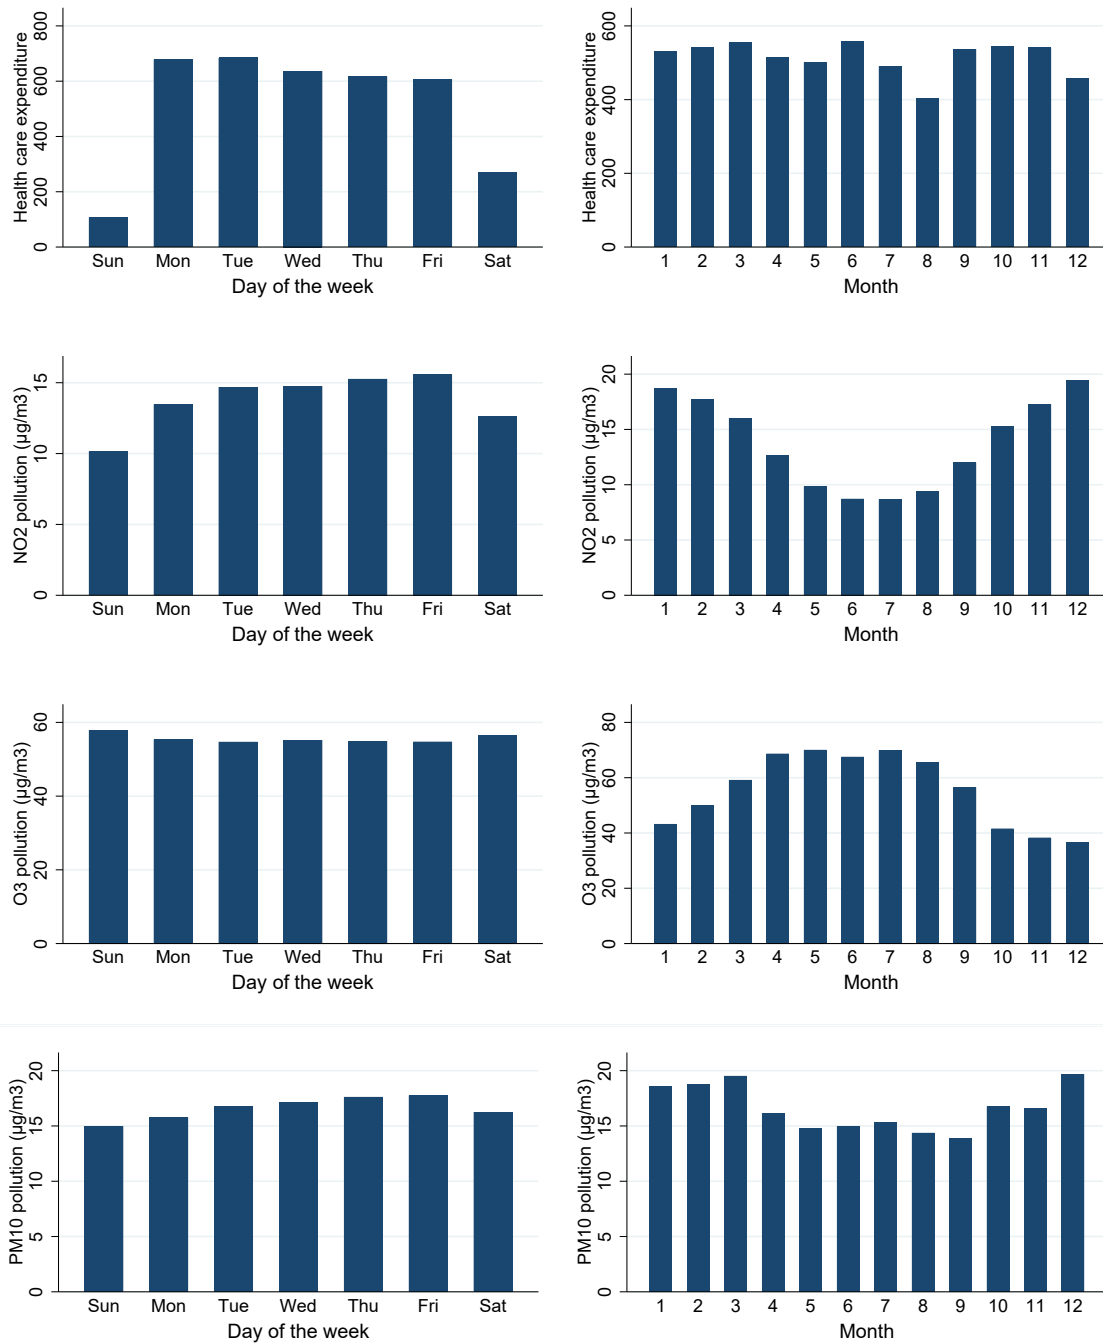 Health care expenditure
0 200 400 600 800
Sun Mon Tue Wed Thu Fri Sat
Day of the week
Health care expenditure
0 200 400 600
1 2 3 4 5 6 7 8 9 10 11 12
Month
NO2 pollution (µg/m3)
0 5 10 15
Sun Mon Tue Wed Thu Fri Sat
Day of the week
NO2 pollution (µg/m3)
0 5 10 15 20
1 2 3 4 5 6 7 8 9 10 11 12
Month
O3 pollution (µg/m3)
0 20 40 60
Sun Mon Tue Wed Thu Fri Sat
Day of the week
O3 pollution (µg/m3)
0 20 40 60 80
1 2 3 4 5 6 7 8 9 10 11 12
Month
PM10 pollution (µg/m3)
0 5 10 15 20
Sun Mon Tue Wed Thu Fri Sat
Day of the week
PM10 pollution (µg/m3)
0 5 10 15 20
1 2 3 4 5 6 7 8 9 10 11 12
Month